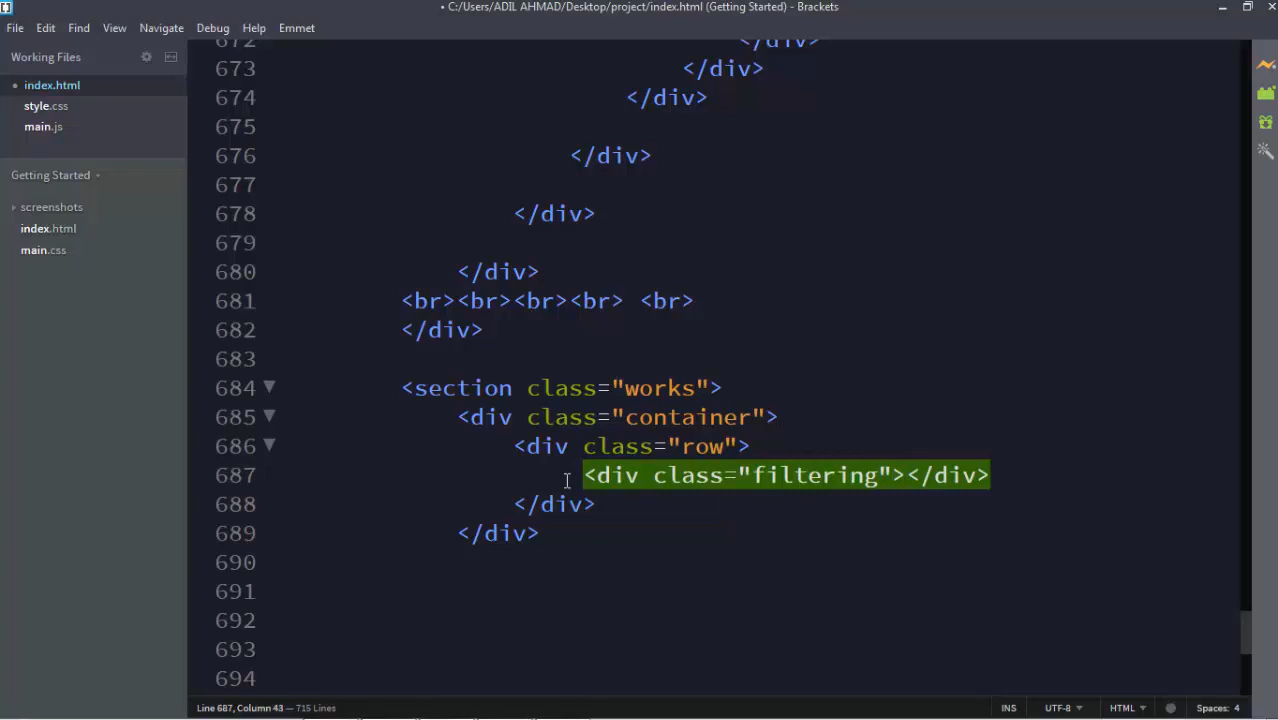 • C:/Users/ADIL AHMAD/Desktop/project/index.html (Getting Started) - Brackets
File Edit Find View Navigate Debug Help Emmet
Working Files
• index.html
style.css
main.js
Getting Started
screenshots
index.html
main.css
672 </div>
673 </div>
674 </div>
675
676 </div>
677
678 </div>
679
680 </div>
681 <br><br><br><br> <br>
682 </div>
683
684 <section class="works">
685 <div class="container">
686 <div class="row">
687 <div class="filtering"></div>
688 </div>
689 </div>
690
691
692
693
694
Line 687, Column 43 — 715 Lines INS UTF-8 HTML Spaces: 4